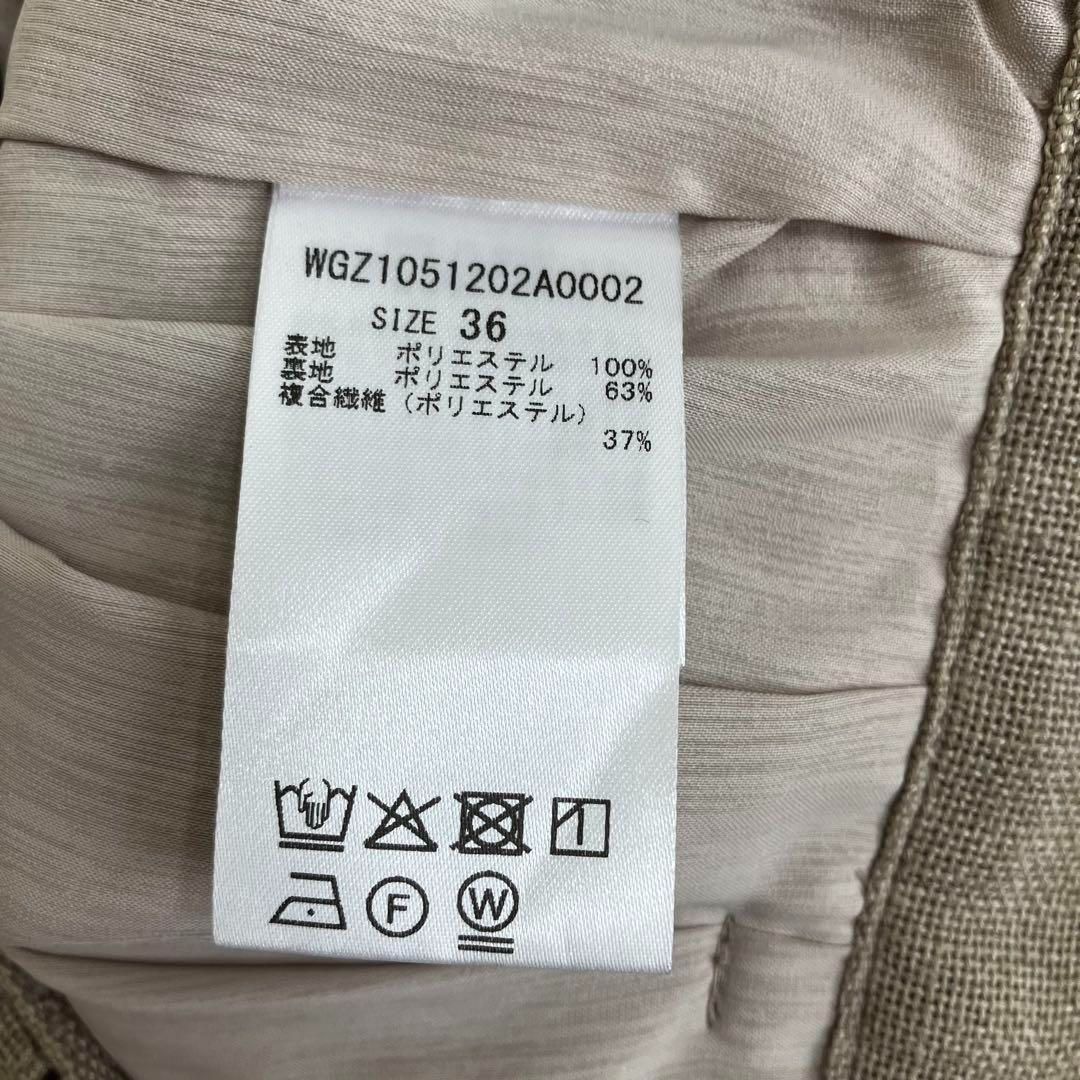 WGZ1051202A0002
SIZE 36
表地 ポリエステル 100%
裏地 ポリエステル 63%
複合繊維(ポリエステル)
37%
F
W